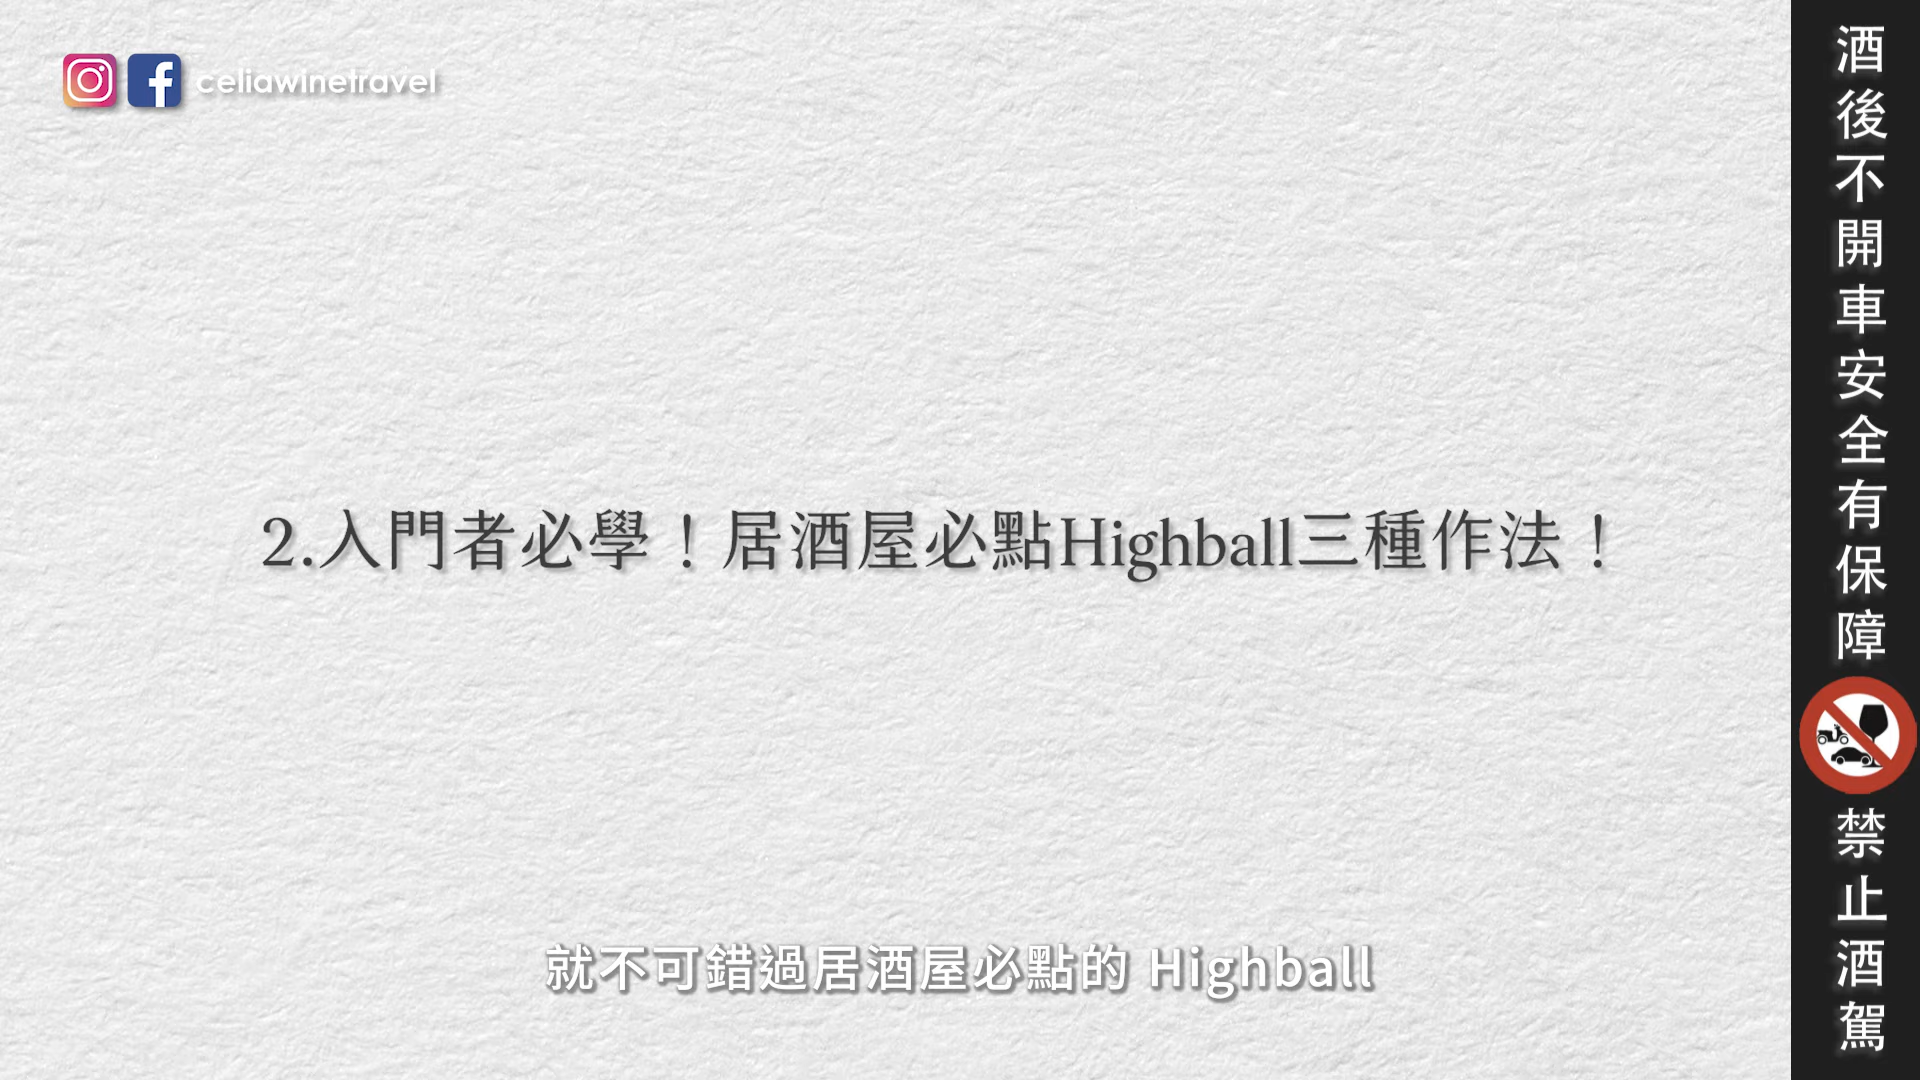 celiawinetravel
2.入門者必學！居酒屋必點Highball三種作法！
就不可錯過居酒屋必點的 Highball
酒後不開車安全有保障
禁止酒駕